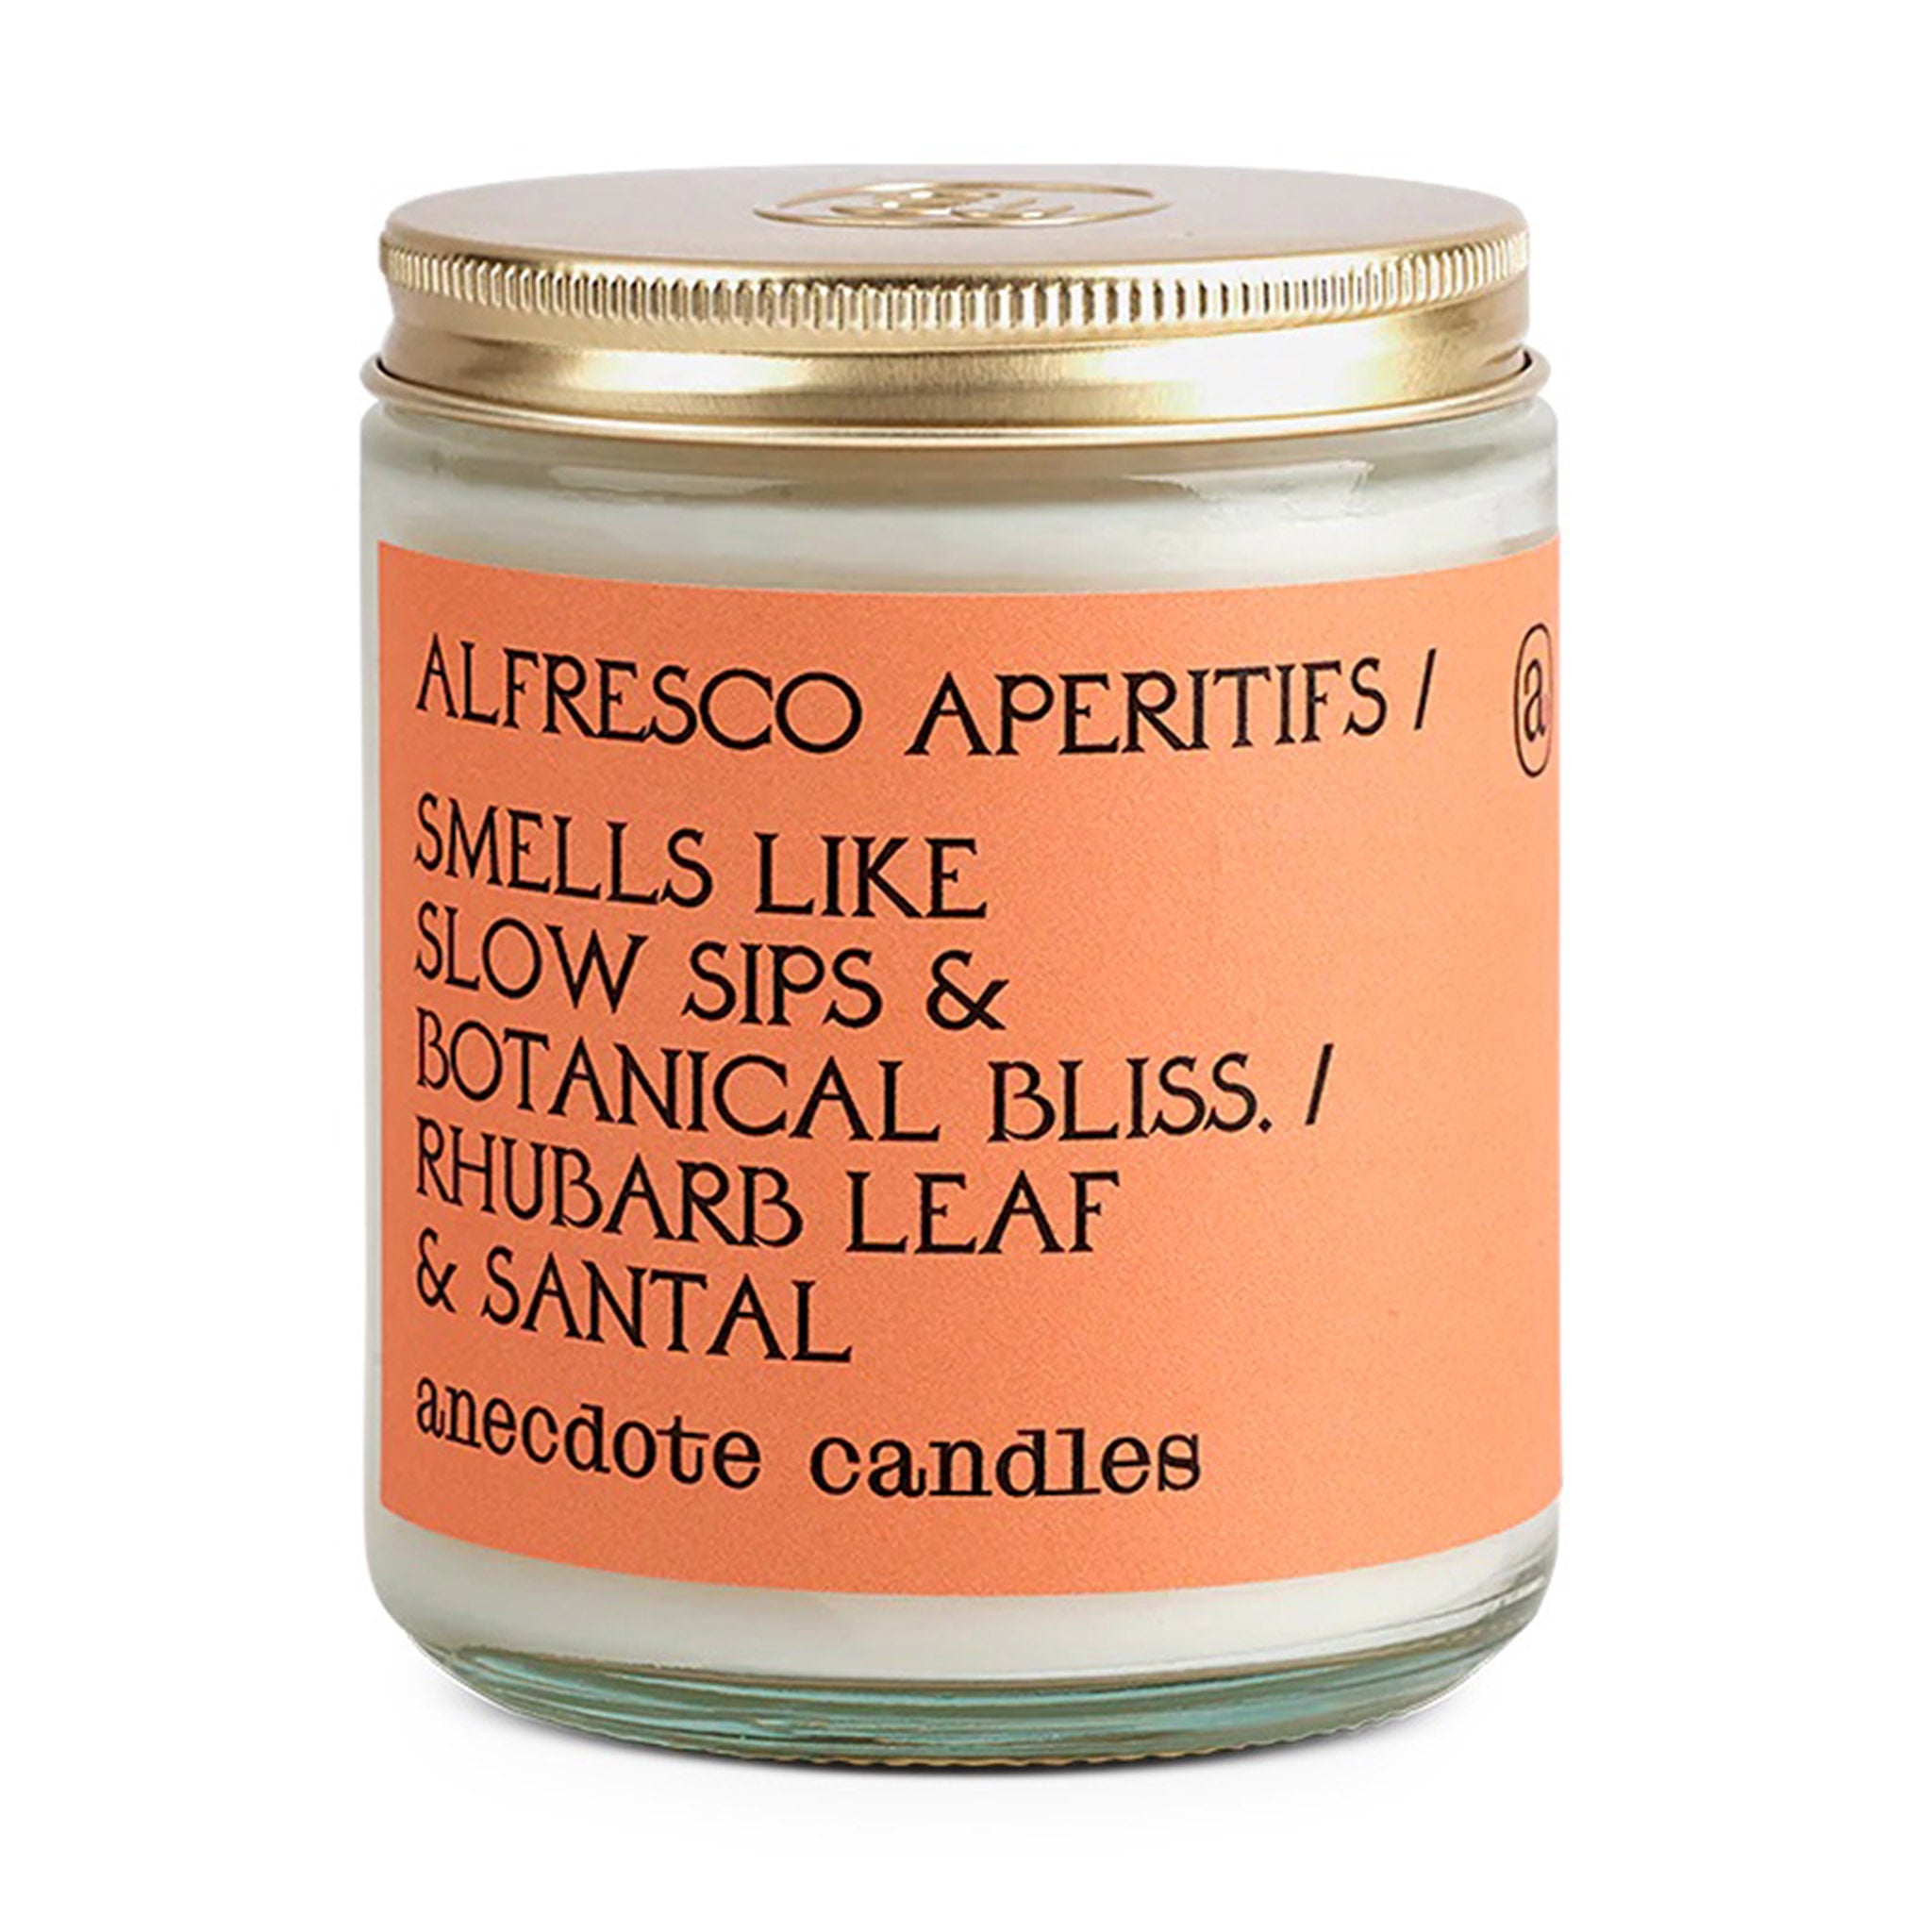 ALFRESCO APERITIFS /
a
SMELLS LIKE
SLOW SIPS &
BOTANICAL BLISS. /
RHUBARB LEAF
& SANTAL
anecdote candles